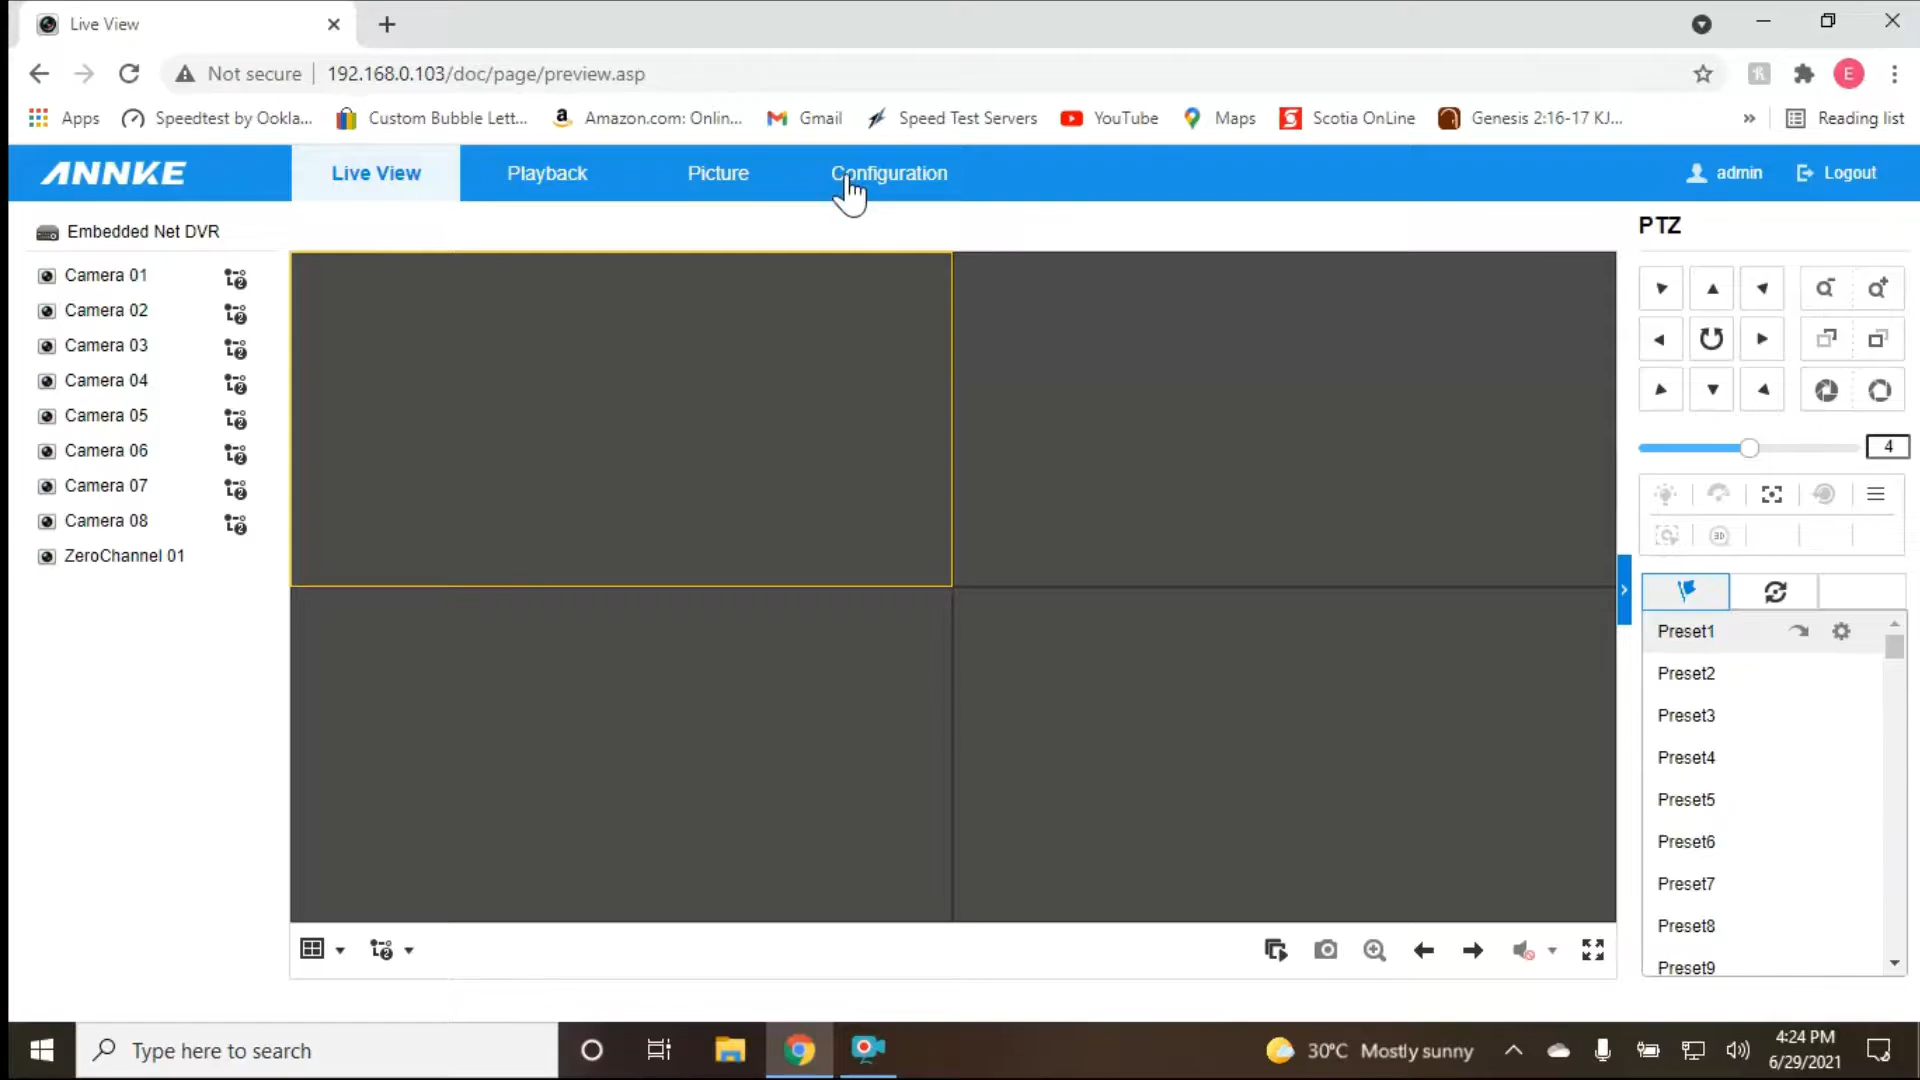 Live View
Not secure
192.168.0.103/doc/page/preview.asp
E
Apps
Speedtest by Ookla...
Custom Bubble Lett...
Amazon.com: Onlin...
Gmail
Speed Test Servers
YouTube
Maps
Scotia OnLine
Genesis 2:16-17 KJ...
»
Reading list
ANNKE
Live View
Playback
Picture
Configuration
admin
Logout
Embedded Net DVR
Camera 01
Camera 02
Camera 03
Camera 04
Camera 05
Camera 06
Camera 07
Camera 08
ZeroChannel 01
PTZ
4
3D
Preset1
Preset2
Preset3
Preset4
Preset5
Preset6
Preset7
Preset8
Preset9
Type here to search
30°C Mostly sunny
4:24 PM
6/29/2021